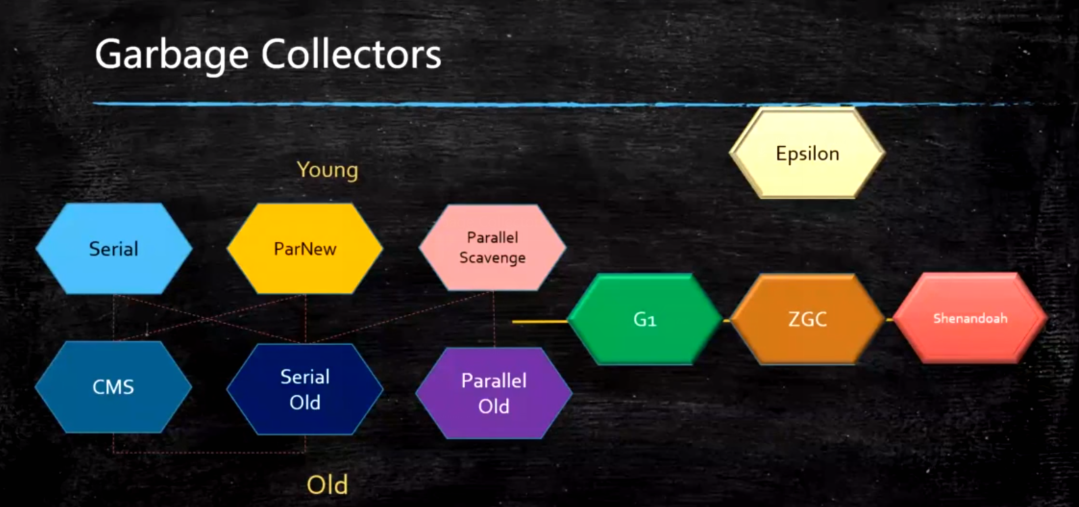 Garbage Collectors
Epsilon
Young
Serial
ParNew
Parallel
Scavenge
G1
ZGC
Shenandoah
CMS
Serial
Old
Parallel
Old
Old